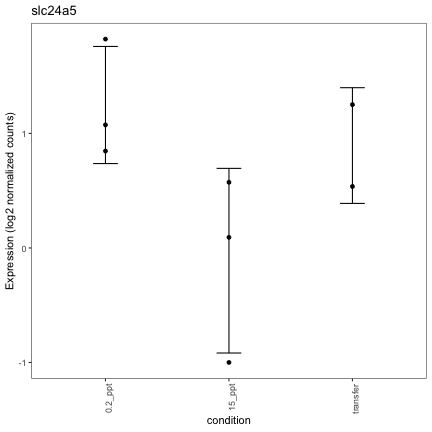 slc24a5
Expression (log2 normalized counts)
1
0
-1
0.2_ppt
15_ppt
transfer
condition